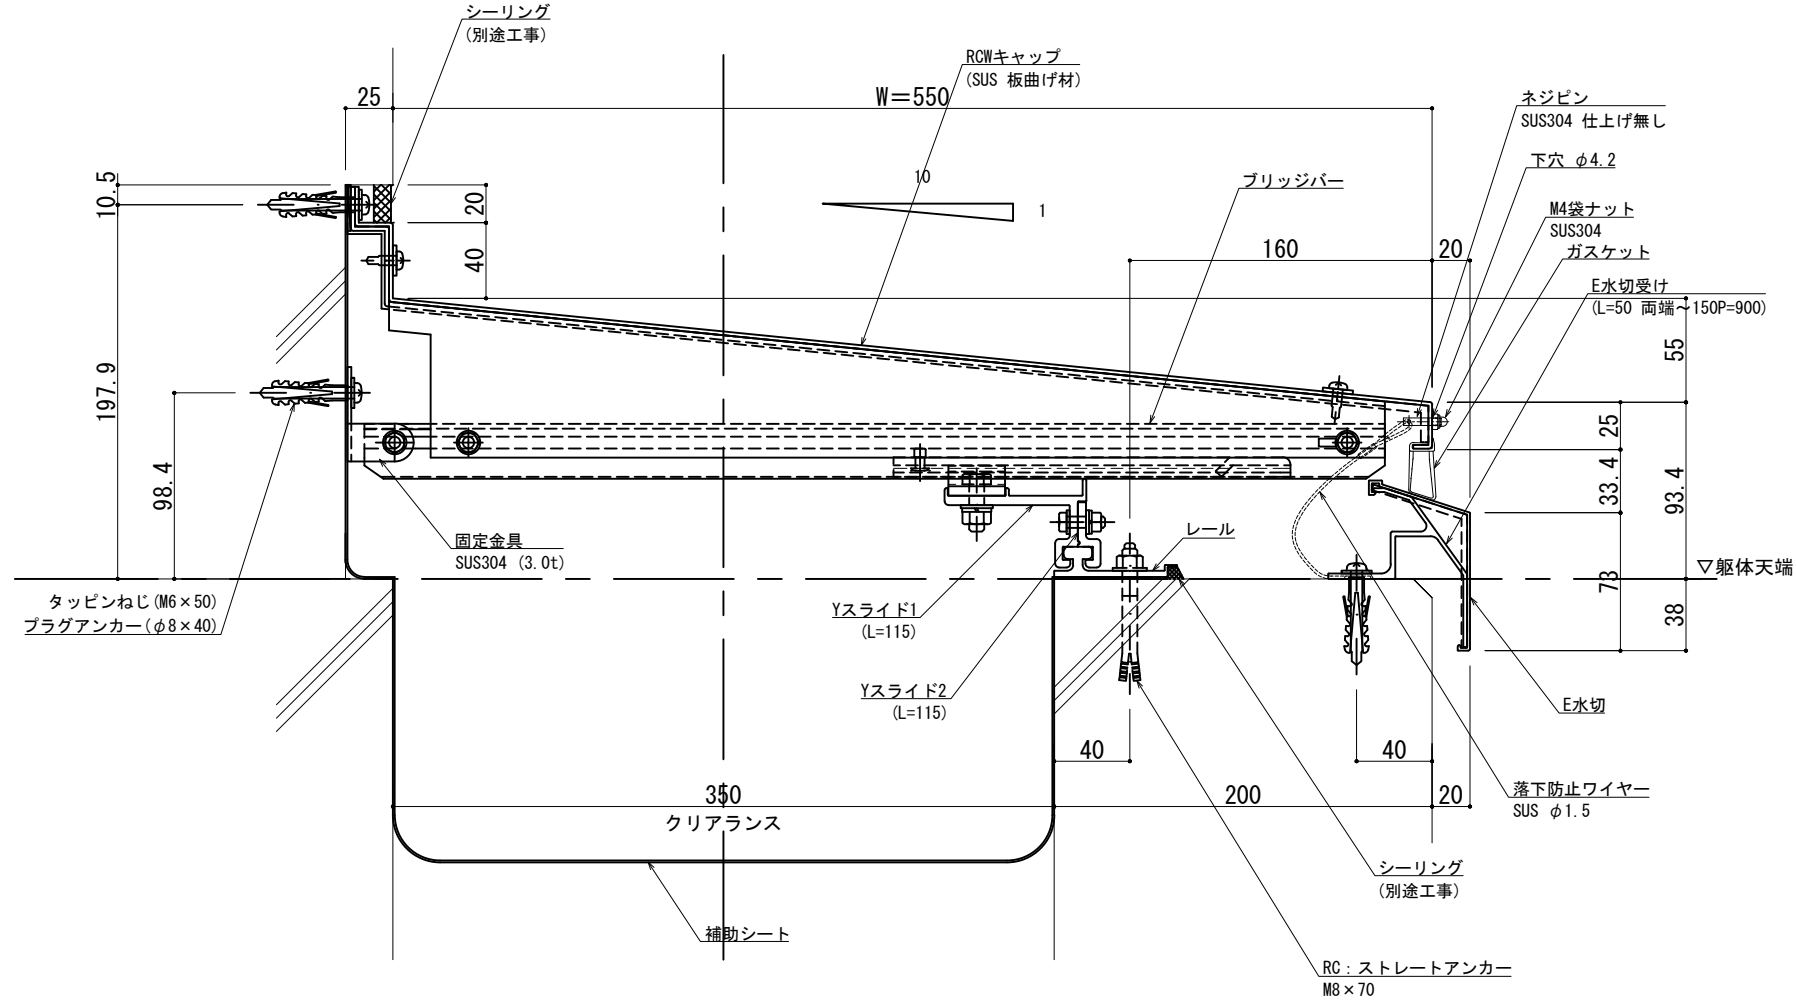 シーリング
(別途工事)
RCWキャップ
(SUS 板曲げ材)
25
W=550
ネジピン
SUS304 仕上げ無し
下穴 φ4.2
10.5
20
10
1
ブリッジバー
M4袋ナット
SUS304
40
160
20
ガスケット
E水切受け
(L=50 両端～150P=900)
55
197.9
25
98.4
33.4
93.4
固定金具
SUS304 (3.0t)
レール
▽躯体天端
73
38
タッピンねじ(M6×50)
プラグアンカー(φ8×40)
Yスライド1
(L=115)
Yスライド2
(L=115)
E水切
40
40
350
クリアランス
200
20
落下防止ワイヤー
SUS φ1.5
シーリング
(別途工事)
補助シート
RC：ストレートアンカー
M8×70